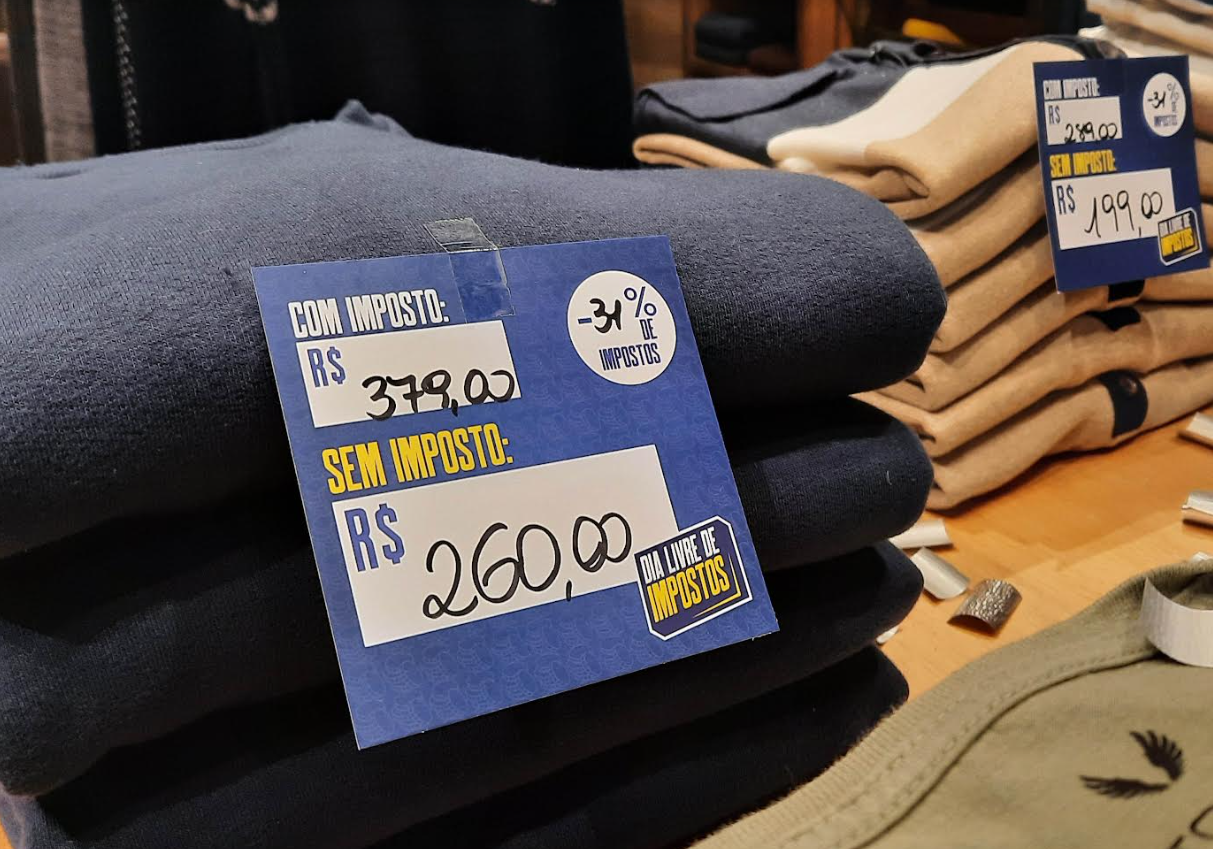 COM IMPOSTO:
R$ 379,00
-31%
DE
IMPOSTOS
SEM IMPOSTO:
R$ 260,00
DIA LIVRE DE
IMPOSTOS
COM IMPOSTO:
R$ 289,00
-31%
DE
IMPOSTOS
SEM IMPOSTO:
R$ 199,00
DIA LIVRE DE
IMPOSTOS